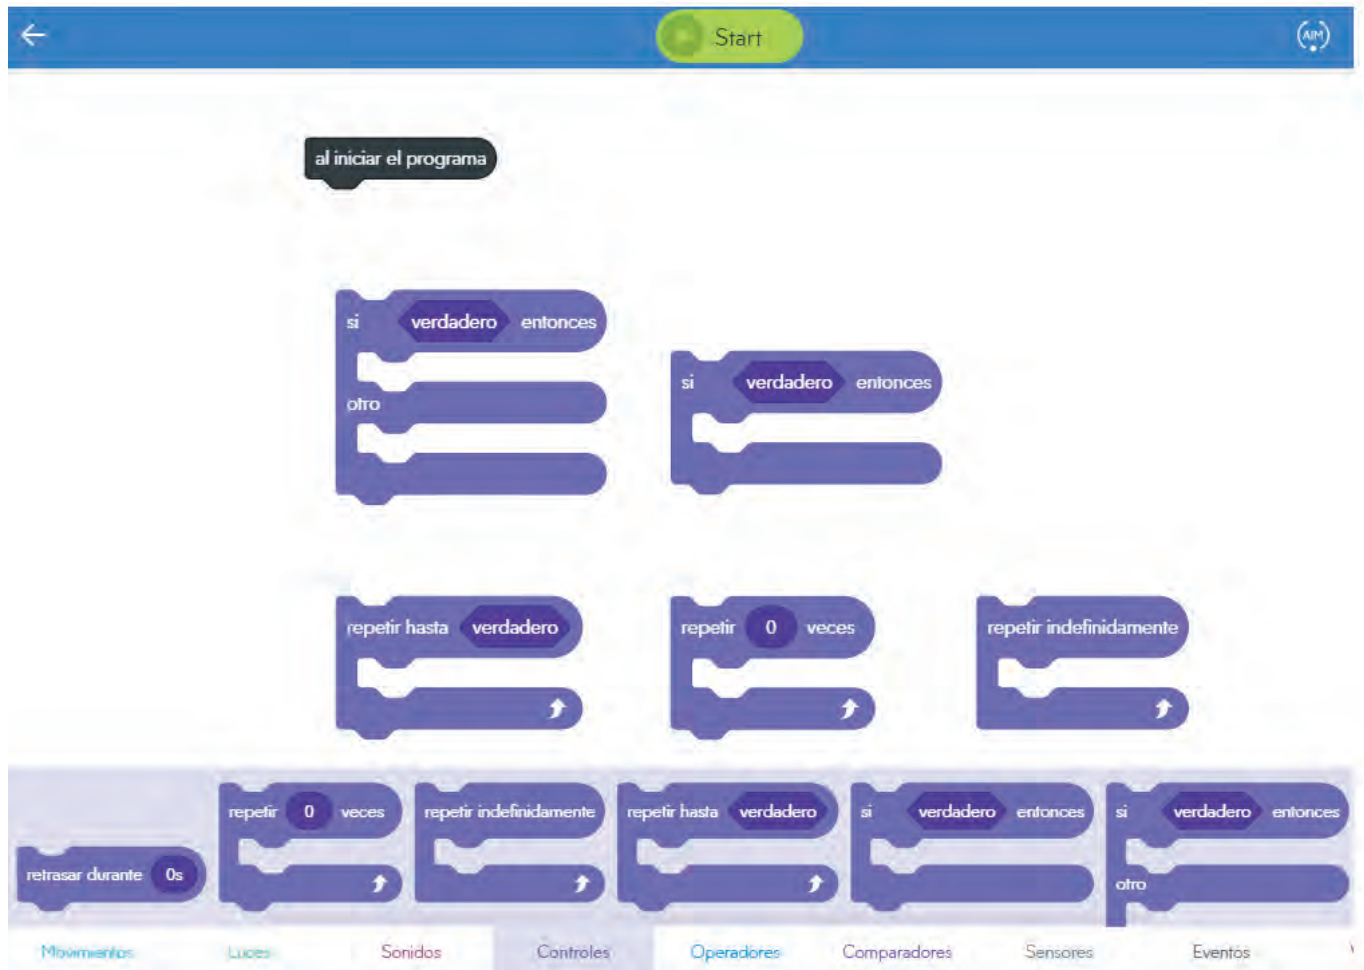 Start
AIM
al iniciar el programa
si verdadero entonces
otro
si verdadero entonces
repetir hasta verdadero
repetir 0 veces
repetir indefinidamente
retrasar durante 0s
repetir 0 veces
repetir indefinidamente
repetir hasta verdadero
si verdadero entonces
si verdadero entonces
otro
Movimientos Luces Sonidos Controles Operadores Comparadores Sensores Eventos